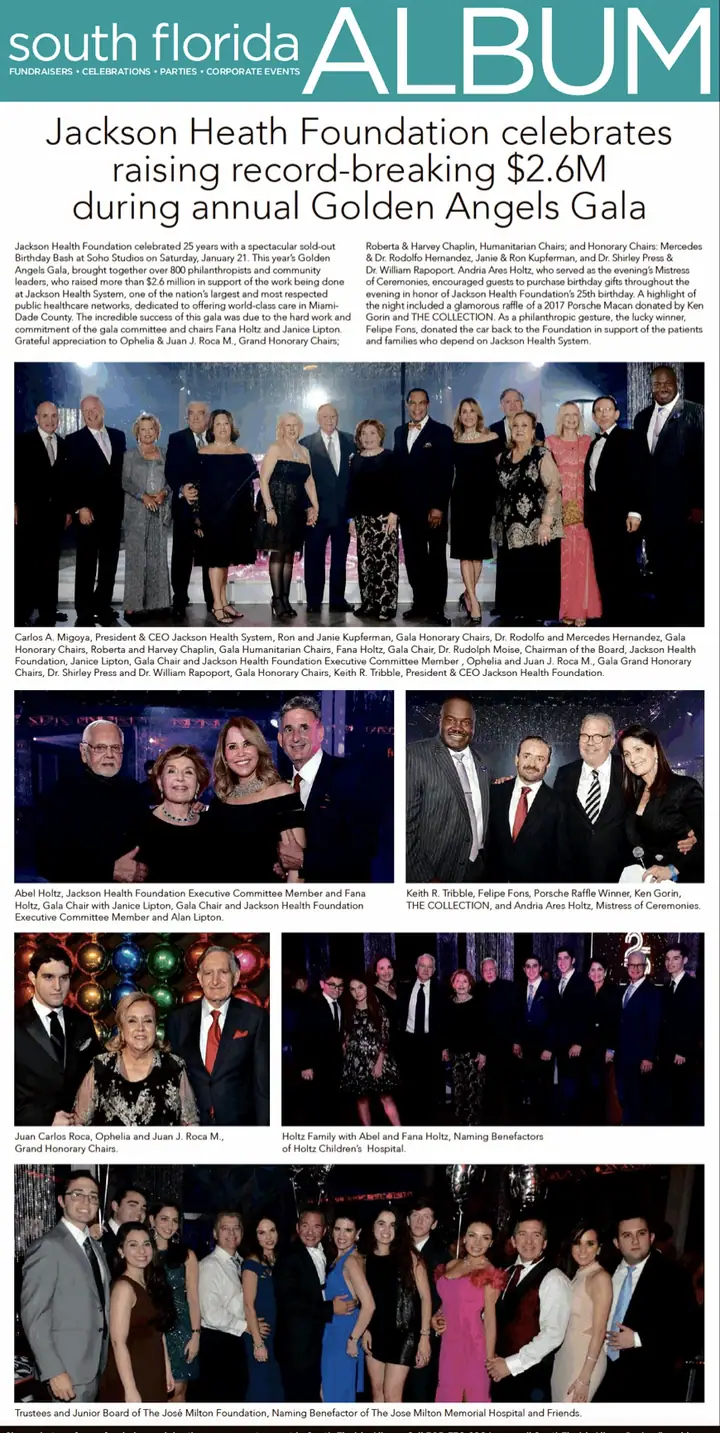 south florida ALBUM
FUNDRAISERS • CELEBRATIONS • PARTIES • CORPORATE EVENTS
Jackson Heath Foundation celebrates
raising record-breaking $2.6M
during annual Golden Angels Gala
Jackson Health Foundation celebrated 25 years with a spectacular sold-out
Birthday Bash at Soho Studios on Saturday, January 21. This year's Golden
Angels Gala, brought together over 800 philanthropists and community
leaders, who raised more than $2.6 million in support of the work being done
at Jackson Health System, one of the nation's largest and most respected
public healthcare networks, dedicated to offering world-class care in Miami-
Dade County. The incredible success of this gala was due to the hard work and
commitment of the gala committee and chairs Fana Holtz and Janice Lipton.
Grateful appreciation to Ophelia & Juan J. Roca M., Grand Honorary Chairs;
Roberta & Harvey Chaplin, Humanitarian Chairs; and Honorary Chairs: Mercedes
& Dr. Rodolfo Hernandez, Janie & Ron Kupferman, and Dr. Shirley Press &
Dr. William Rapoport. Andria Ares Holtz, who served as the evening's Mistress
of Ceremonies, encouraged guests to purchase birthday gifts throughout the
evening in honor of Jackson Health Foundation's 25th birthday. A highlight of
the night included a glamorous raffle of a 2017 Porsche Macan donated by Ken
Gorin and THE COLLECTION. As a philanthropic gesture, the lucky winner,
Felipe Fons, donated the car back to the Foundation in support of the patients
and families who depend on Jackson Health System.
Carlos A. Migoya, President & CEO Jackson Health System, Ron and Janie Kupferman, Gala Honorary Chairs, Dr. Rodolfo and Mercedes Hernandez, Gala
Honorary Chairs, Roberta and Harvey Chaplin, Gala Humanitarian Chairs, Fana Holtz, Gala Chair, Dr. Rudolph Moise, Chairman of the Board, Jackson Health
Foundation, Janice Lipton, Gala Chair and Jackson Health Foundation Executive Committee Member , Ophelia and Juan J. Roca M., Gala Grand Honorary
Chairs, Dr. Shirley Press and Dr. William Rapoport, Gala Honorary Chairs, Keith R. Tribble, President & CEO Jackson Health Foundation.
Abel Holtz, Jackson Health Foundation Executive Committee Member and Fana
Holtz, Gala Chair with Janice Lipton, Gala Chair and Jackson Health Foundation
Executive Committee Member and Alan Lipton.
Keith R. Tribble, Felipe Fons, Porsche Raffle Winner, Ken Gorin,
THE COLLECTION, and Andria Ares Holtz, Mistress of Ceremonies.
Juan Carlos Roca, Ophelia and Juan J. Roca M.,
Grand Honorary Chairs.
Holtz Family with Abel and Fana Holtz, Naming Benefactors
of Holtz Children's Hospital.
Trustees and Junior Board of The José Milton Foundation, Naming Benefactor of The Jose Milton Memorial Hospital and Friends.